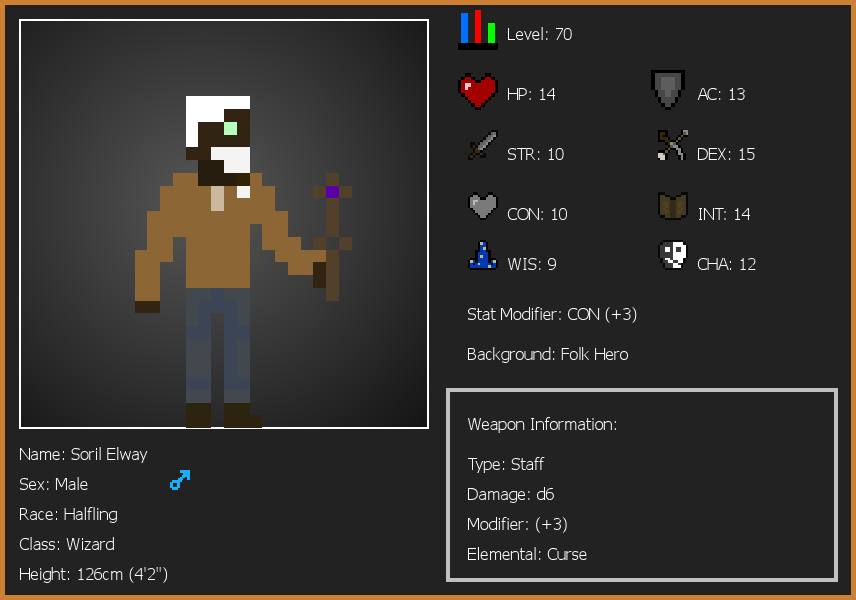 Level: 70
HP: 14
AC: 13
STR: 10
DEX: 15
CON: 10
INT: 14
WIS: 9
CHA: 12
Stat Modifier: CON (+3)
Background: Folk Hero
Weapon Information:
Type: Staff
Damage: d6
Modifier: (+3)
Elemental: Curse
Name: Soril Elway
Sex: Male
Race: Halfling
Class: Wizard
Height: 126cm (4'2")